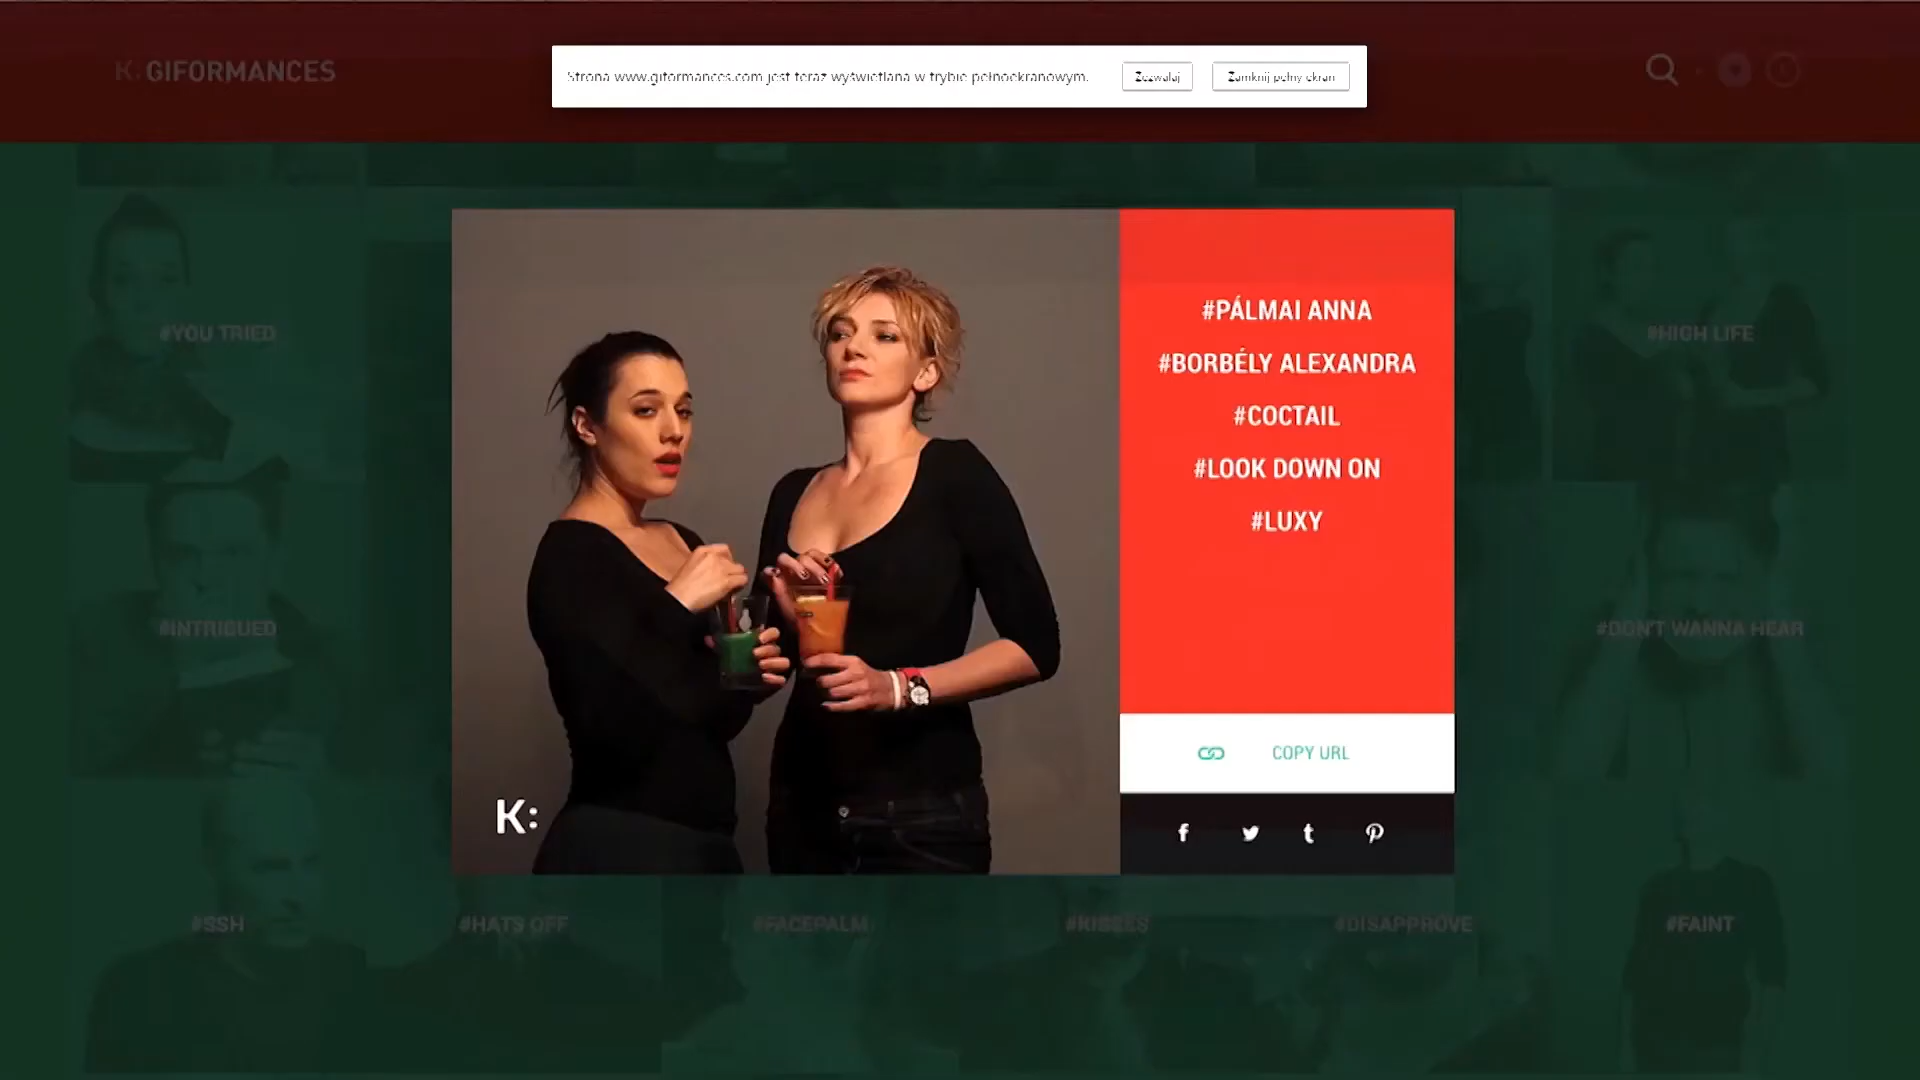 K: GIFORMANCES
Strona www.giformances.com jest teraz wyświetlana w trybie pełnoekranowym.
Zezwalaj
Zamknij pełny ekran
#PÁLMAI ANNA
#BORBÉLY ALEXANDRA
#COCTAIL
#LOOK DOWN ON
#LUXY
COPY URL
K:
#YOU TRIED
#HIGH LIFE
#INTRIGUED
#DON'T WANNA HEAR
#SSH
#HATS OFF
#FACEPALM
#DISAPPROVE
#FAINT